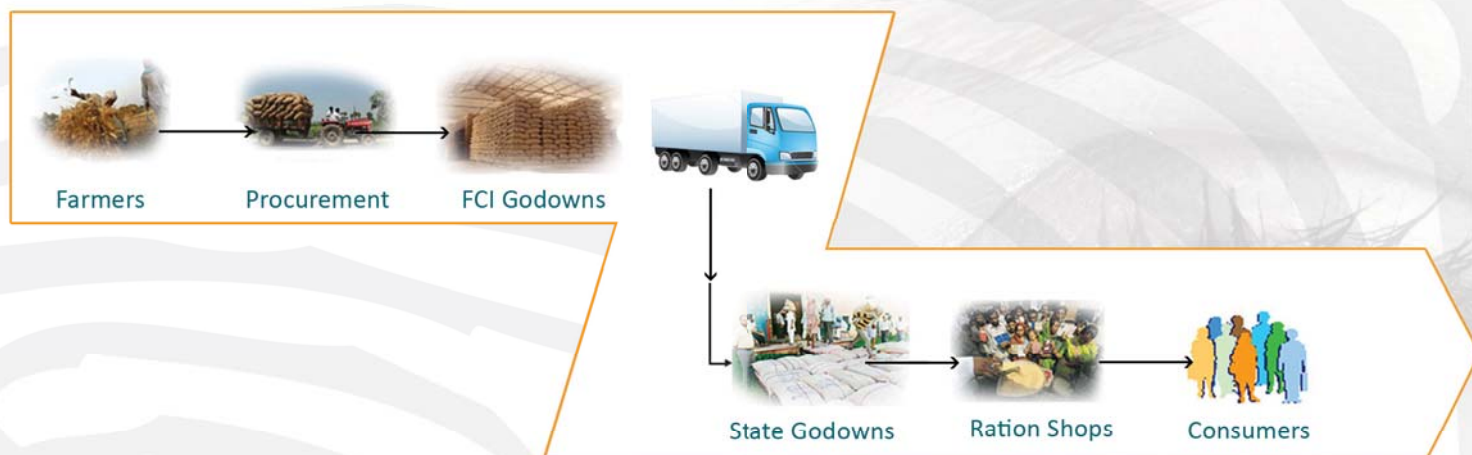 Farmers
Procurement
FCI Godowns
State Godowns
Ration Shops
Consumers